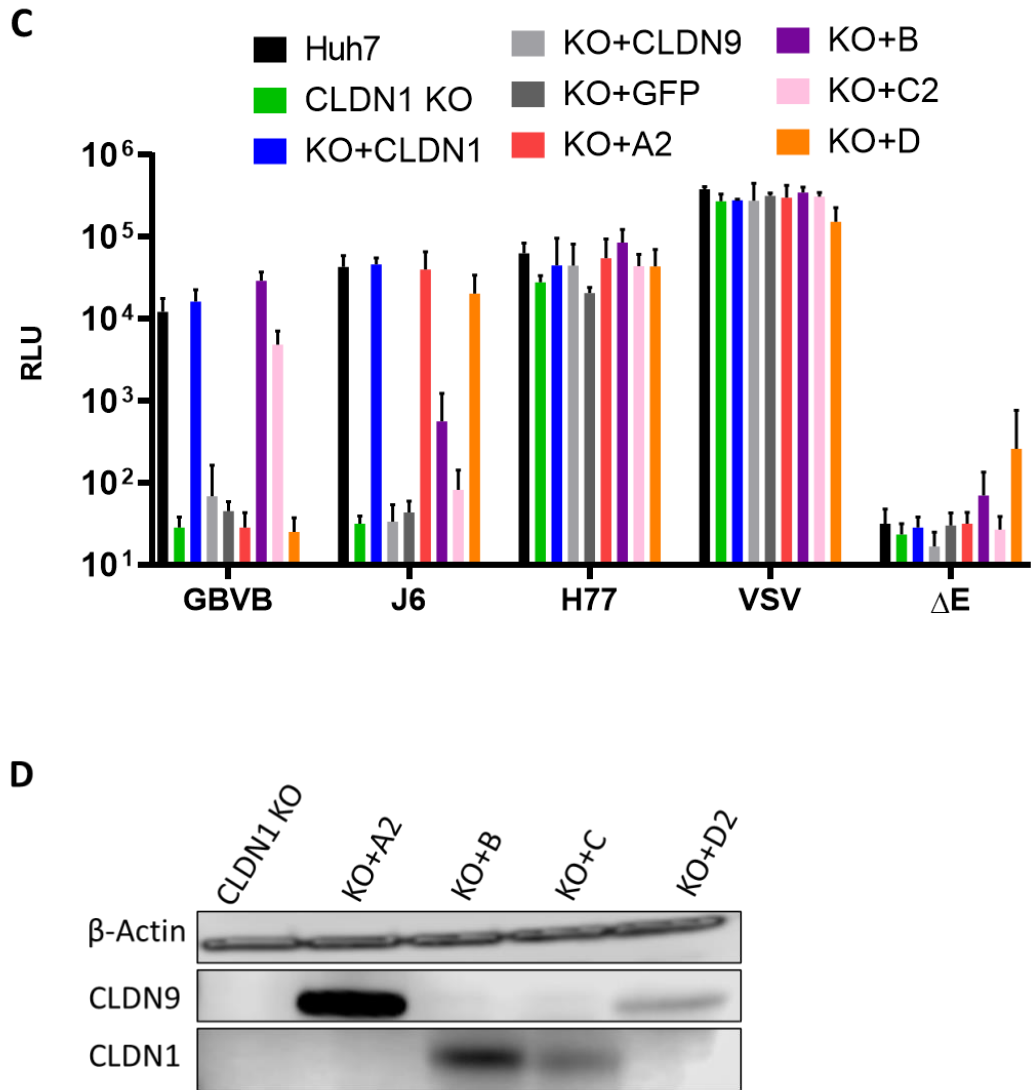 C
Huh7
CLDN1 KO
KO+CLDN1
KO+CLDN9
KO+GFP
KO+A2
KO+B
KO+C2
KO+D
RLU
10⁶
10⁵
10⁴
10³
10²
10¹
GBVB J6 H77 VSV ΔE
D
CLDN1 KO KO+A2 KO+B KO+C KO+D2
β-Actin
CLDN9
CLDN1